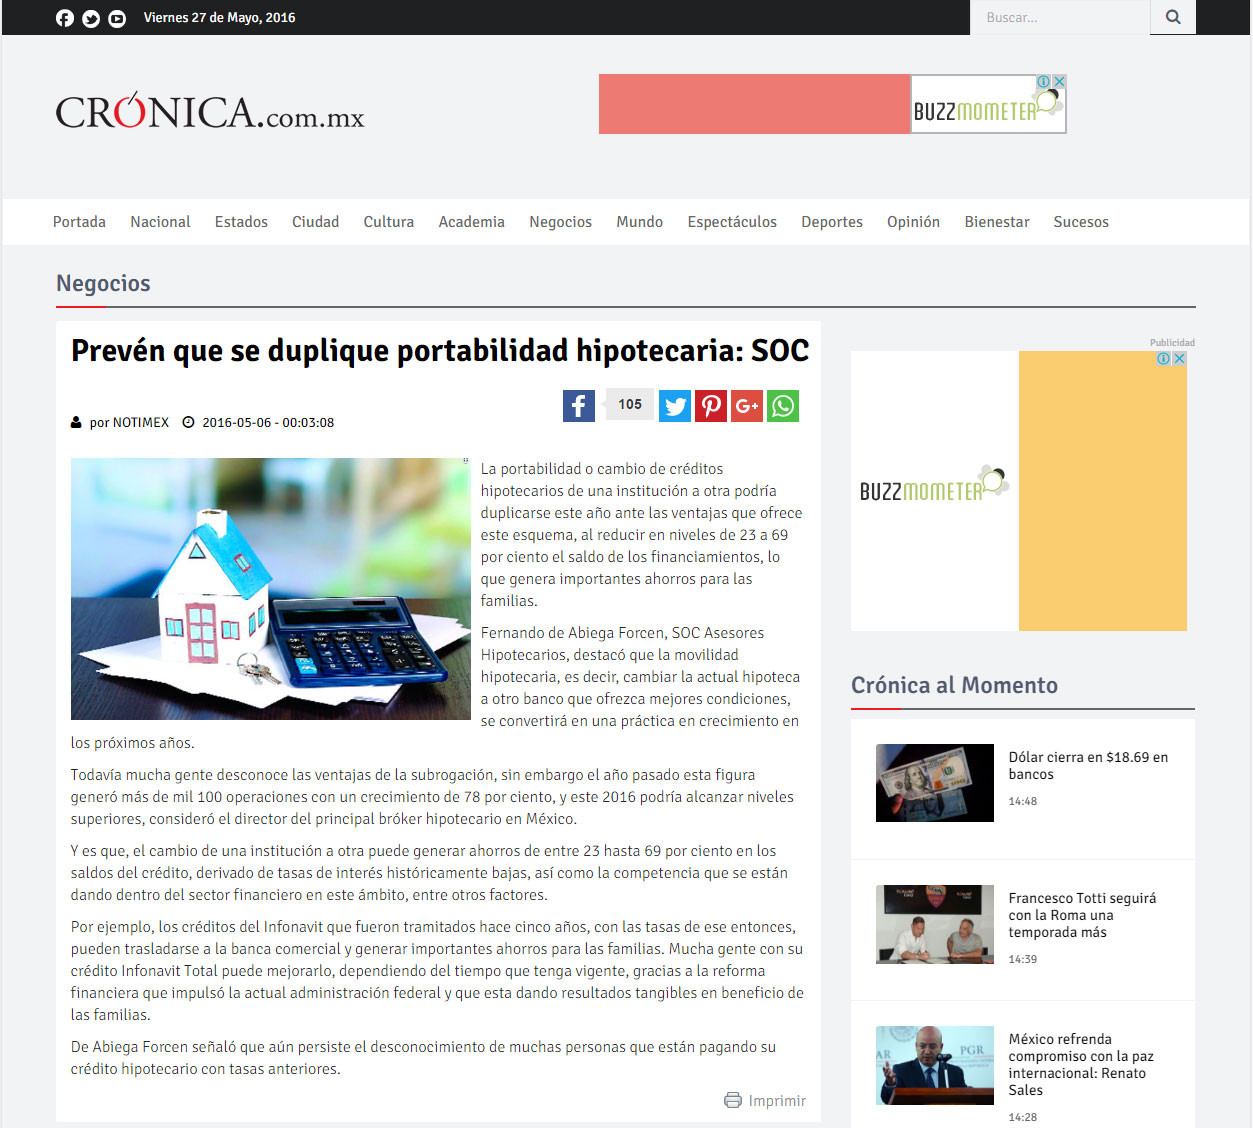 Viernes 27 de Mayo, 2016
Buscar...
CRÓNICA.com.mx
BUZZMOMETER
Portada Nacional Estados Ciudad Cultura Academia Negocios Mundo Espectáculos Deportes Opinión Bienestar Sucesos
Negocios
Prevén que se duplique portabilidad hipotecaria: SOC
105
por NOTIMEX 2016-05-06 - 00:03:08
La portabilidad o cambio de créditos
hipotecarios de una institución a otra podría
duplicarse este año ante las ventajas que ofrece
este esquema, al reducir en niveles de 23 a 69
por ciento el saldo de los financiamientos, lo
que genera importantes ahorros para las
familias.
Fernando de Abiega Forcen, SOC Asesores
Hipotecarios, destacó que la movilidad
hipotecaria, es decir, cambiar la actual hipoteca
a otro banco que ofrezca mejores condiciones,
se convertirá en una práctica en crecimiento en
los próximos años.
Todavía mucha gente desconoce las ventajas de la subrogación, sin embargo el año pasado esta figura
generó más de mil 100 operaciones con un crecimiento de 78 por ciento, y este 2016 podría alcanzar niveles
superiores, consideró el director del principal bróker hipotecario en México.
Y es que, el cambio de una institución a otra puede generar ahorros de entre 23 hasta 69 por ciento en los
saldos del crédito, derivado de tasas de interés históricamente bajas, así como la competencia que se están
dando dentro del sector financiero en este ámbito, entre otros factores.
Por ejemplo, los créditos del Infonavit que fueron tramitados hace cinco años, con las tasas de ese entonces,
pueden trasladarse a la banca comercial y generar importantes ahorros para las familias. Mucha gente con su
crédito Infonavit Total puede mejorarlo, dependiendo del tiempo que tenga vigente, gracias a la reforma
financiera que impulsó la actual administración federal y que esta dando resultados tangibles en beneficio de
las familias.
De Abiega Forcen señaló que aún persiste el desconocimiento de muchas personas que están pagando su
crédito hipotecario con tasas anteriores.
Imprimir
Publicidad
BUZZMOMETER
Crónica al Momento
Dólar cierra en $18.69 en
bancos
14:48
Francesco Totti seguirá
con la Roma una
temporada más
14:39
PGR
México refrenda
compromiso con la paz
internacional: Renato
Sales
14:28